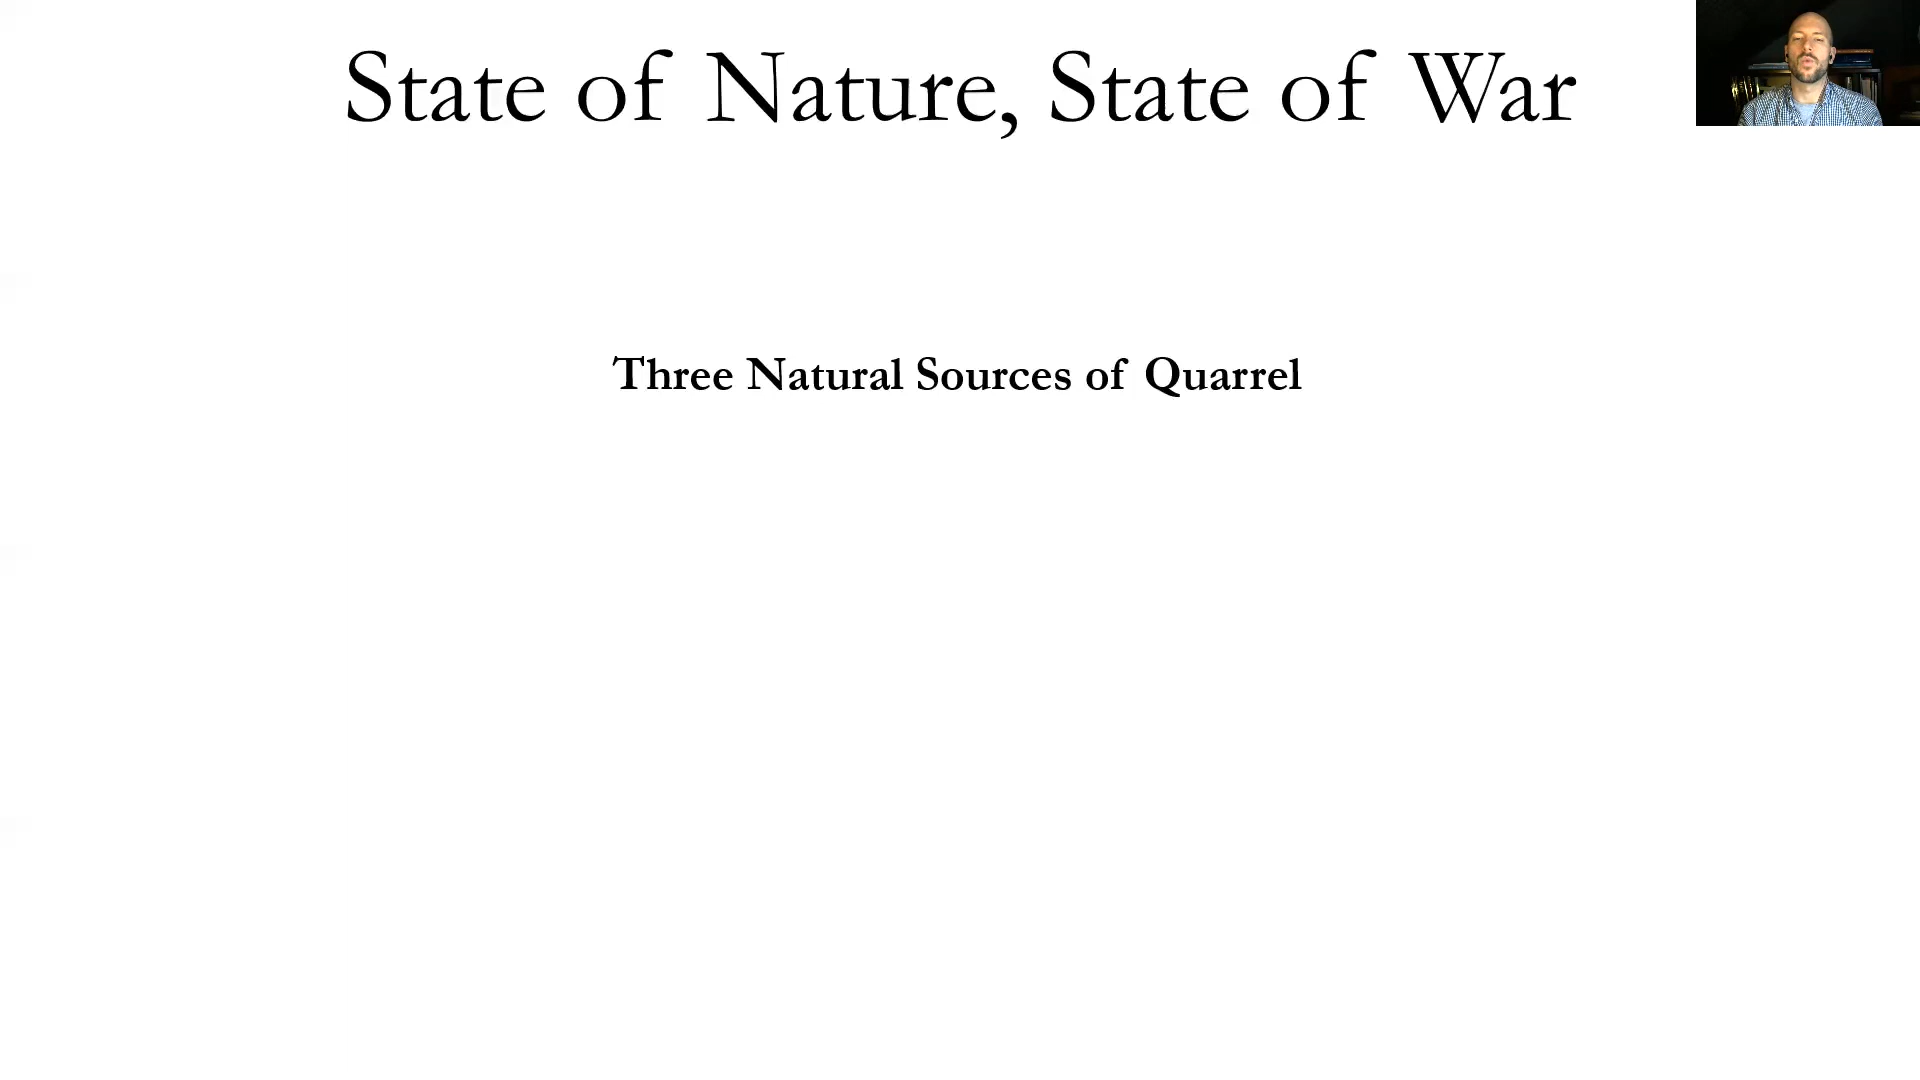 State of Nature, State of War
Three Natural Sources of Quarrel